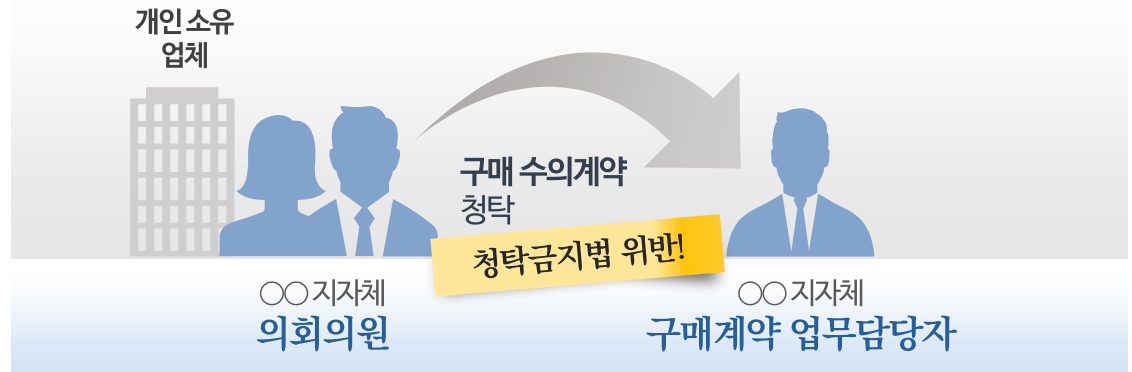 개인 소유
업체
구매 수의계약
청탁
청탁금지법 위반!
○○ 지자체
의회의원
○○ 지자체
구매계약 업무담당자